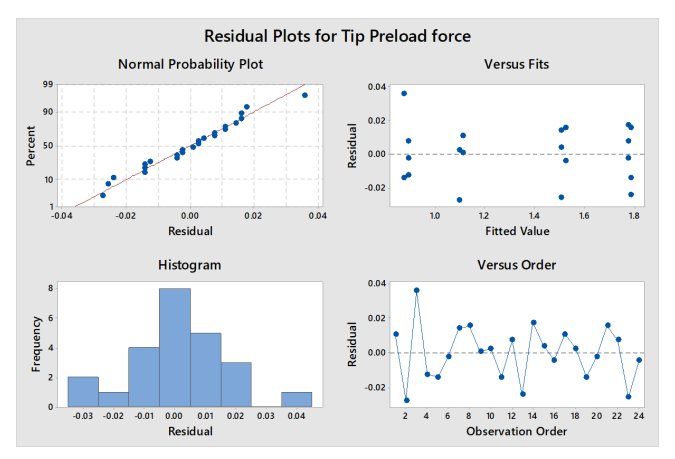 Residual Plots for Tip Preload force
Normal Probability Plot
99
90
50
10
1
Percent
-0.04 -0.02 0.00 0.02 0.04
Residual
Versus Fits
0.04
0.02
0.00
-0.02
Residual
1.0 1.2 1.4 1.6 1.8
Fitted Value
Histogram
8
6
4
2
0
Frequency
-0.03 -0.02 -0.01 0.00 0.01 0.02 0.03 0.04
Residual
Versus Order
0.04
0.02
0.00
-0.02
Residual
2 4 6 8 10 12 14 16 18 20 22 24
Observation Order